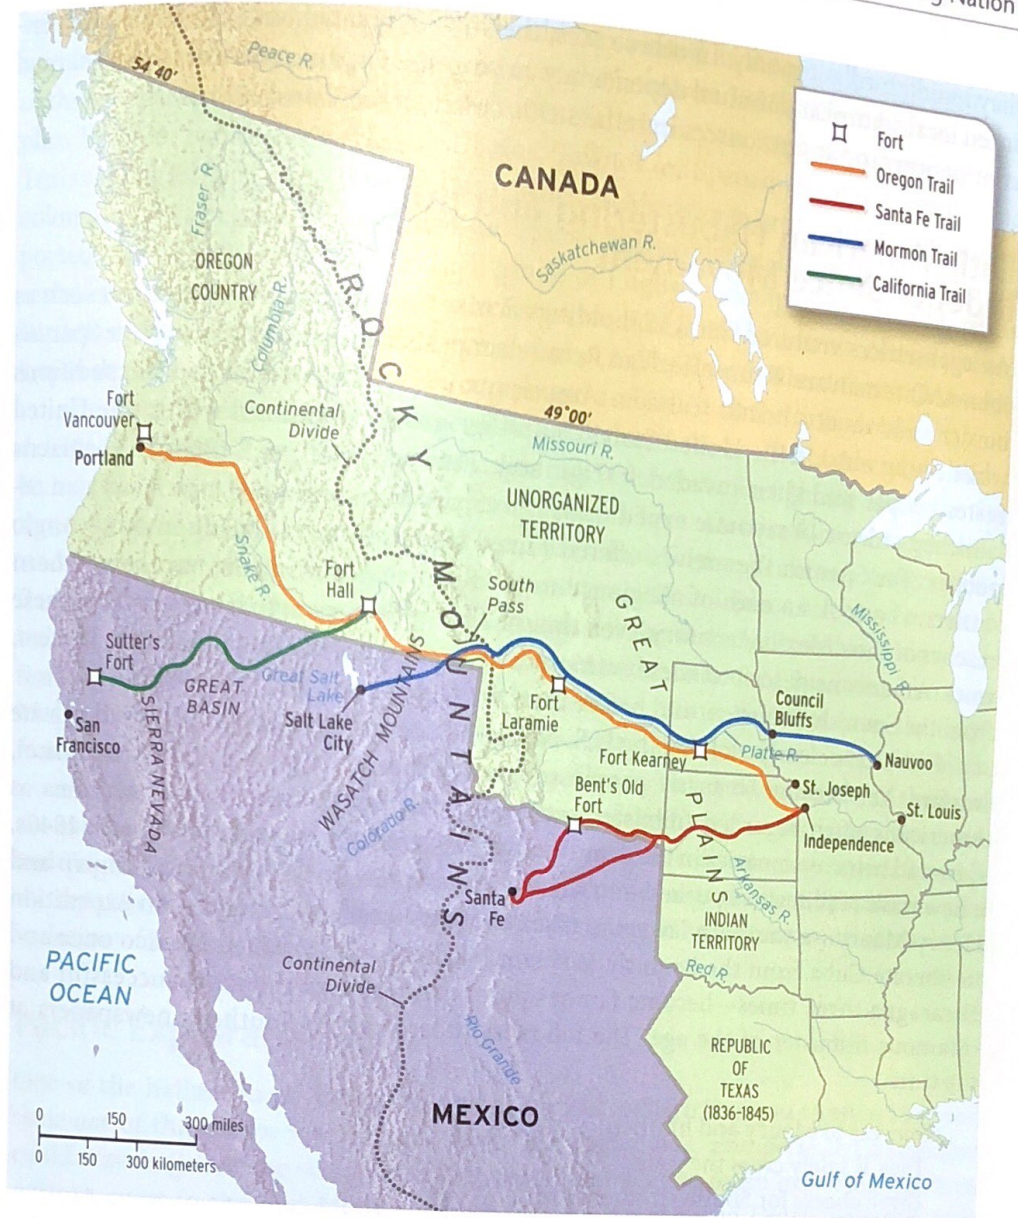 Nation
54°40'
Peace R.
CANADA
Fort
Oregon Trail
Santa Fe Trail
Mormon Trail
California Trail
Fraser R.
OREGON
COUNTRY
Columbia R.
Saskatchewan R.
ROCKY MOUNTAINS
Continental
Divide
49°00'
Missouri R.
Fort
Vancouver
Portland
UNORGANIZED
TERRITORY
Snake R.
Fort
Hall
South
Pass
GREAT PLAINS
Mississippi R.
Sutter's
Fort
GREAT
BASIN
Great Salt
Lake
Salt Lake
City
WASATCH MOUNTAINS
Fort
Laramie
Council
Bluffs
San
Francisco
SIERRA NEVADA
Fort Kearney
Platte R.
Nauvoo
Bent's Old
Fort
St. Joseph
St. Louis
Independence
Colorado R.
Santa
Fe
Arkansas R.
INDIAN
TERRITORY
Red R.
PACIFIC
OCEAN
Continental
Divide
Rio Grande
REPUBLIC
OF
TEXAS
(1836-1845)
MEXICO
0 150 300 miles
0 150 300 kilometers
Gulf of Mexico